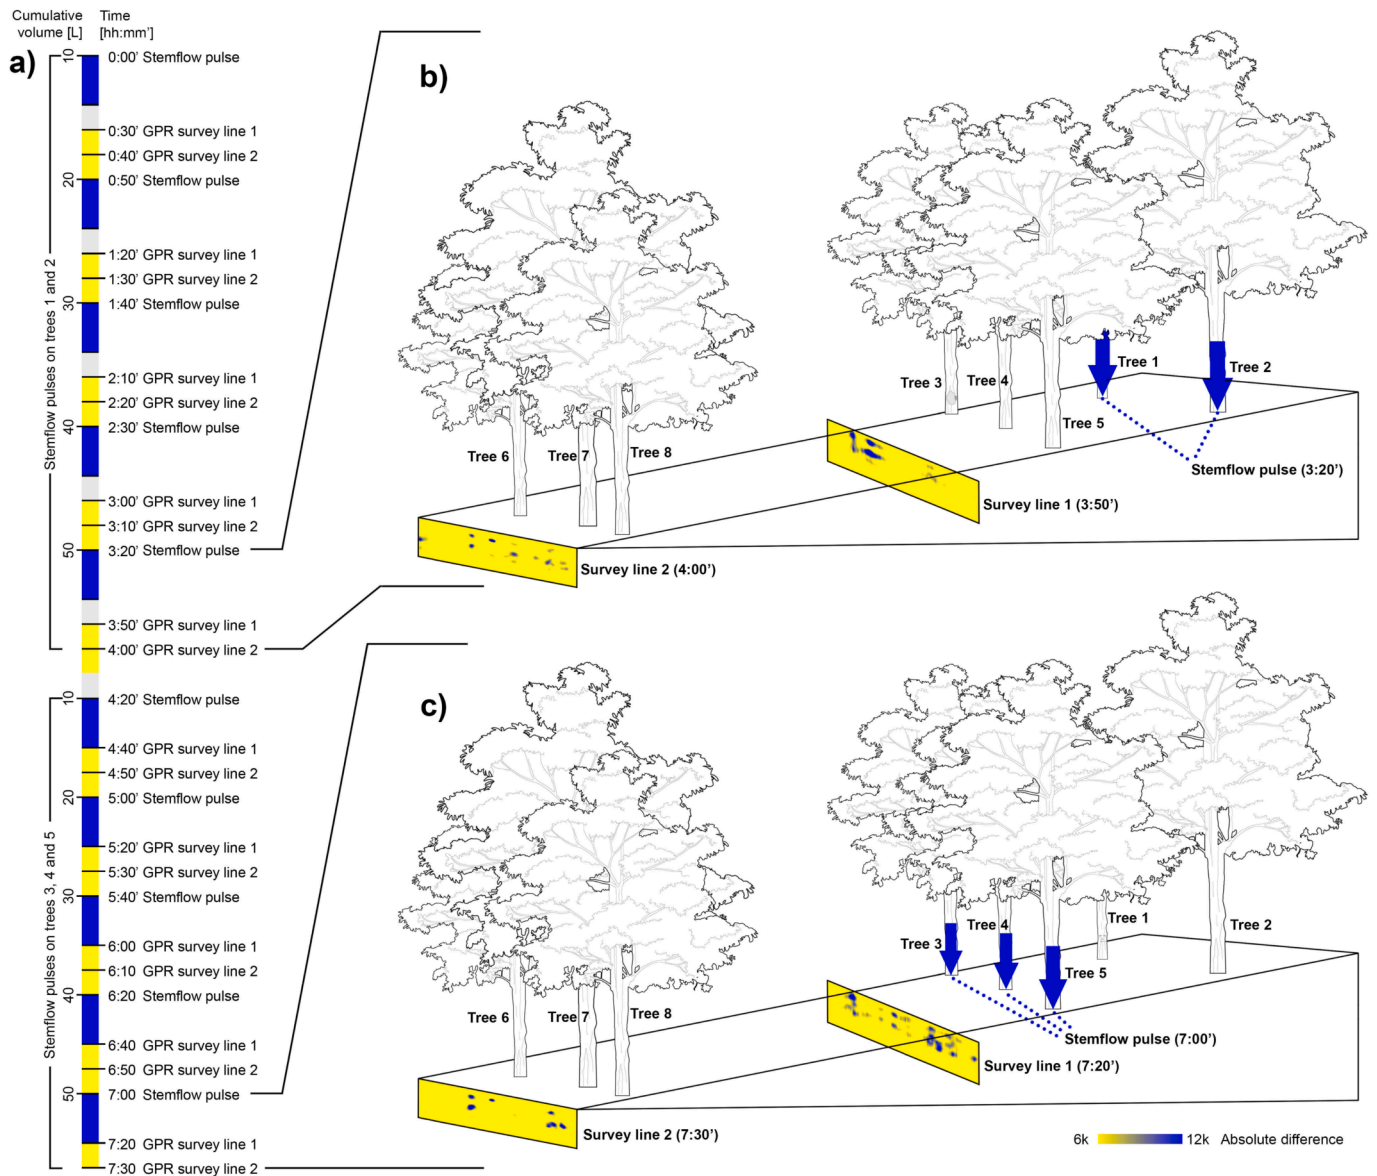 Cumulative volume [L]
Time [hh:mm']
a)
Stemflow pulses on trees 1 and 2
10
0:00' Stemflow pulse
0:30' GPR survey line 1
0:40' GPR survey line 2
20
0:50' Stemflow pulse
1:20' GPR survey line 1
1:30' GPR survey line 2
30
1:40' Stemflow pulse
2:10' GPR survey line 1
2:20' GPR survey line 2
40
2:30' Stemflow pulse
3:00' GPR survey line 1
3:10' GPR survey line 2
50
3:20' Stemflow pulse
3:50' GPR survey line 1
4:00' GPR survey line 2
Stemflow pulses on trees 3, 4 and 5
10
4:20' Stemflow pulse
4:40' GPR survey line 1
4:50' GPR survey line 2
20
5:00' Stemflow pulse
5:20' GPR survey line 1
5:30' GPR survey line 2
30
5:40' Stemflow pulse
6:00 GPR survey line 1
6:10 GPR survey line 2
40
6:20 Stemflow pulse
6:40 GPR survey line 1
6:50 GPR survey line 2
50
7:00 Stemflow pulse
7:20 GPR survey line 1
7:30 GPR survey line 2
b)
Tree 1
Tree 2
Tree 3
Tree 4
Tree 5
Tree 6
Tree 7
Tree 8
Stemflow pulse (3:20')
Survey line 1 (3:50')
Survey line 2 (4:00')
c)
Tree 1
Tree 2
Tree 3
Tree 4
Tree 5
Tree 6
Tree 7
Tree 8
Stemflow pulse (7:00')
Survey line 1 (7:20')
Survey line 2 (7:30')
6k 12k Absolute difference